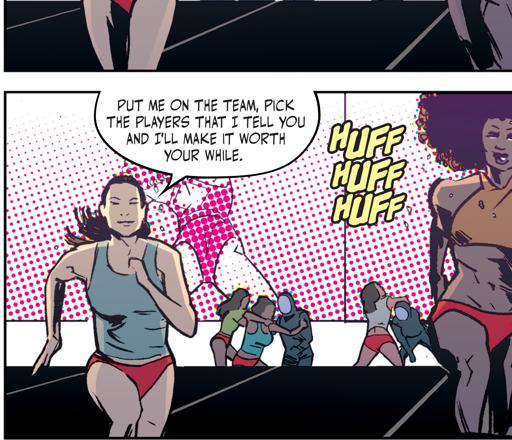 PUT ME ON THE TEAM, PICK
THE PLAYERS THAT I TELL YOU
AND I'LL MAKE IT WORTH
YOUR WHILE.
HUFF
HUFF
HUFF